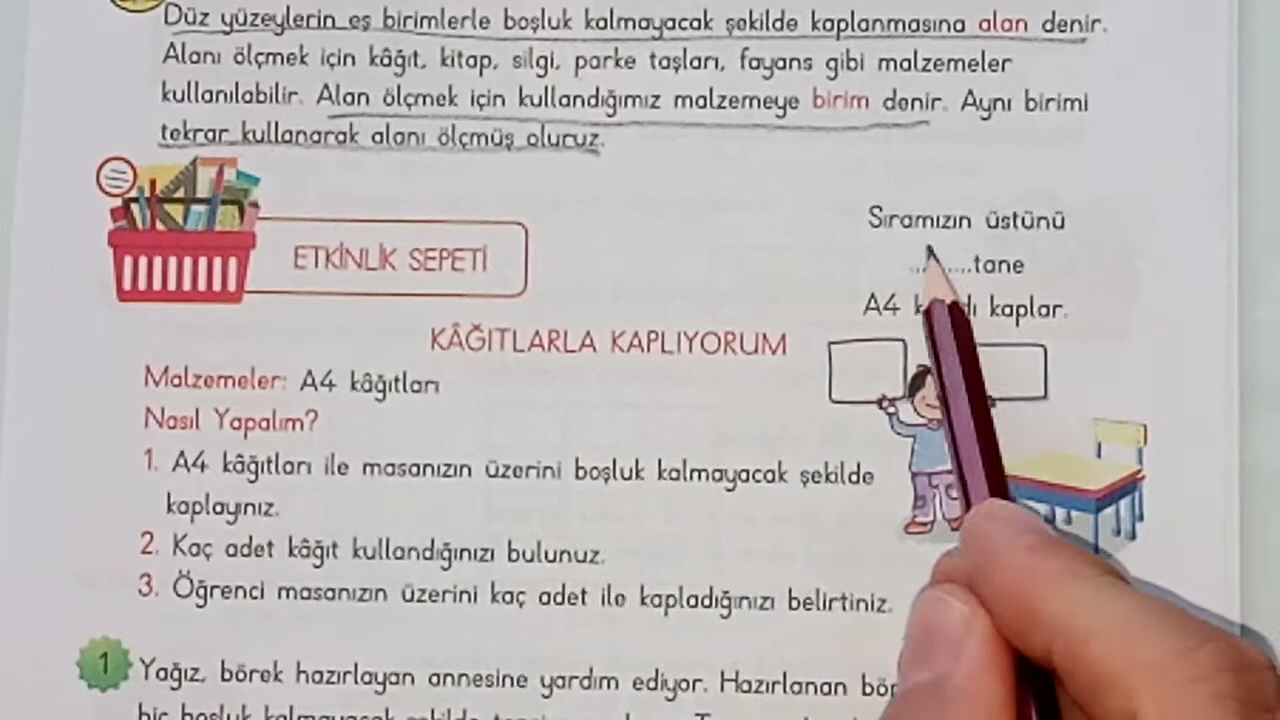 Düz yüzeylerin eş birimlerle boşluk kalmayacak şekilde kaplanmasına alan denir.
Alanı ölçmek için kâğıt, kitap, silgi, parke taşları, fayans gibi malzemeler
kullanılabilir. Alan ölçmek için kullandığımız malzemeye birim denir. Aynı birimi
tekrar kullanarak alanı ölçmüş oluruz.
ETKİNLİK SEPETİ
Sıramızın üstünü
tane
A4 kaplar.
KÂĞITLARLA KAPLIYORUM
Malzemeler: A4 kâğıtları
Nasıl Yapalım?
1. A4 kâğıtları ile masanızın üzerini boşluk kalmayacak şekilde
kaplayınız.
2. Kaç adet kâğıt kullandığınızı bulunuz.
3. Öğrenci masanızın üzerini kaç adet ile kapladığınızı belirtiniz.
1 Yağız, börek hazırlayan annesine yardım ediyor. Hazırlanan
bir boşluk kalmayacak şekilde